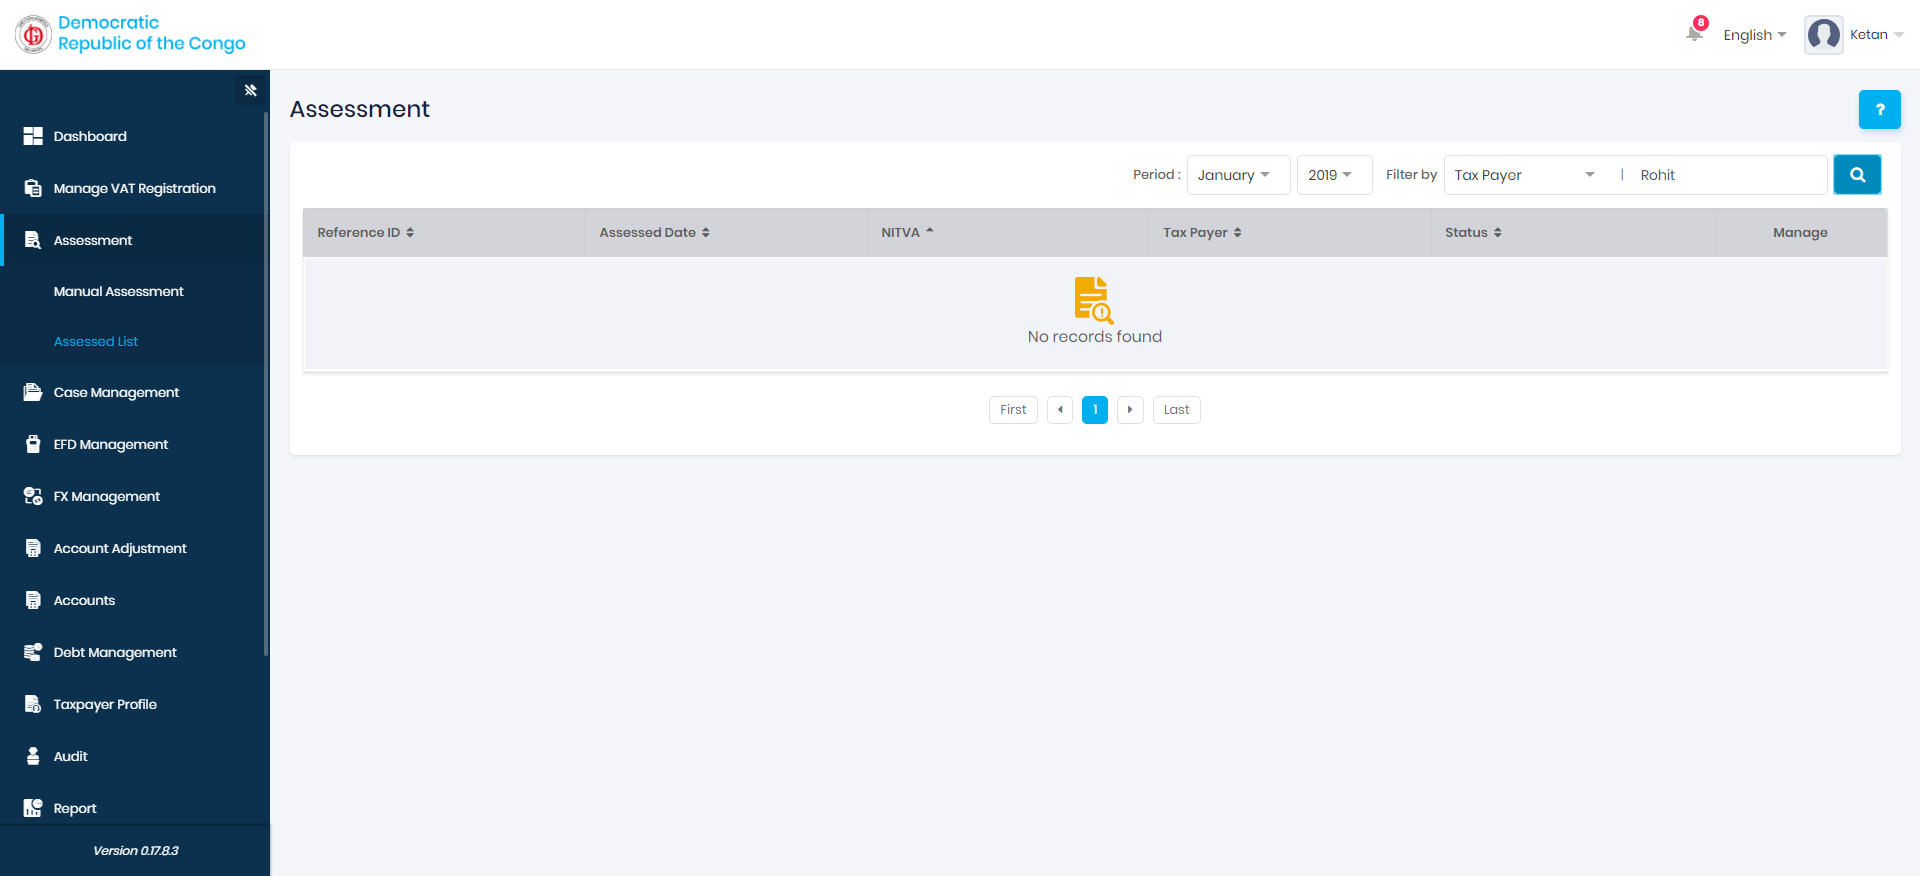 Democratic
Republic of the Congo
8
English
Ketan
Dashboard
Manage VAT Registration
Assessment
Manual Assessment
Assessed List
Case Management
EFD Management
FX Management
Account Adjustment
Accounts
Debt Management
Taxpayer Profile
Audit
Report
Version 0.17.8.3
Assessment
?
Period : January 2019 Filter by Tax Payer | Rohit
Reference ID Assessed Date NITVA Tax Payer Status Manage
No records found
First 1 Last